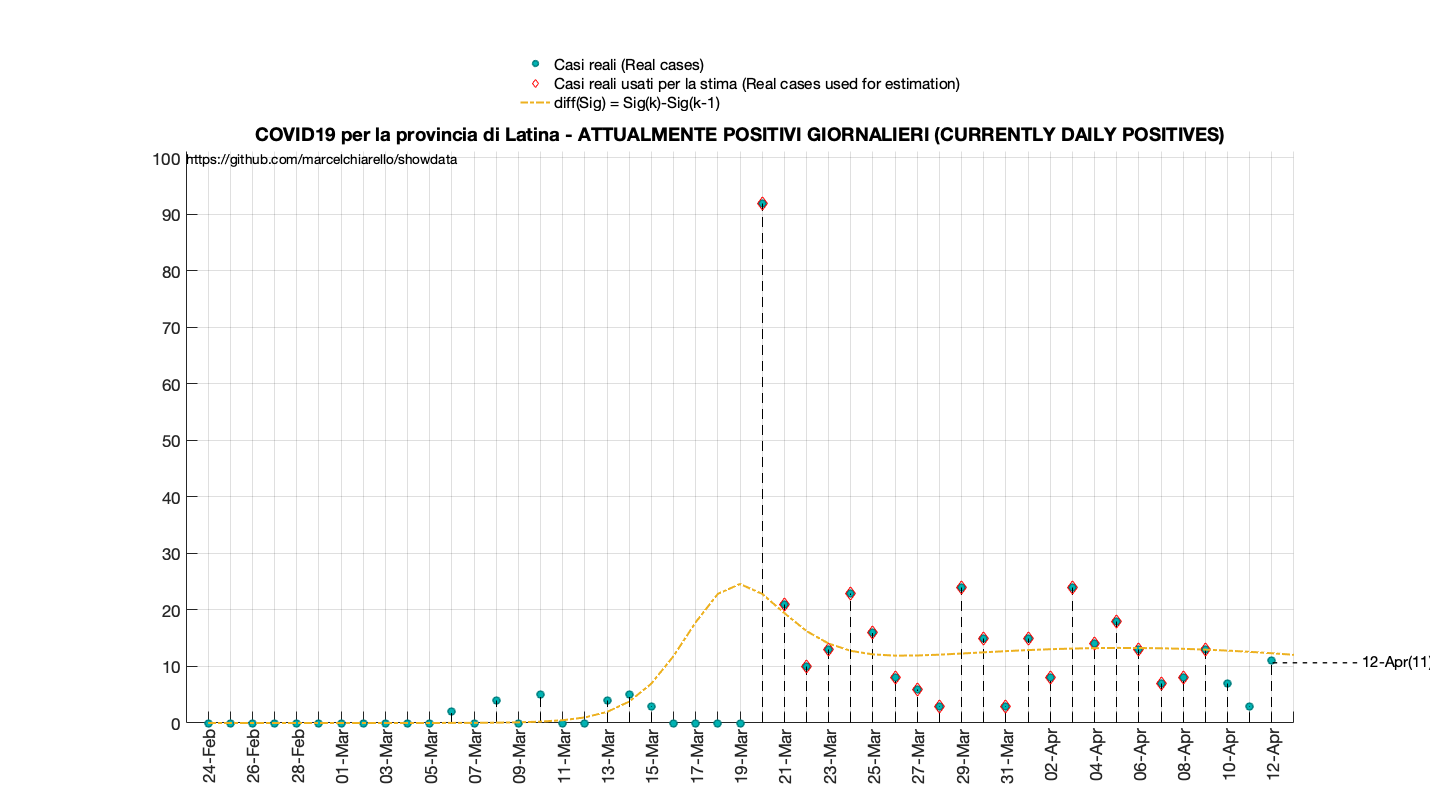 Casi reali (Real cases)
Casi reali usati per la stima (Real cases used for estimation)
diff(Sig) = Sig(k)-Sig(k-1)
COVID19 per la provincia di Latina - ATTUALMENTE POSITIVI GIORNALIERI (CURRENTLY DAILY POSITIVES)
https://github.com/marcelchiarello/showdata
100
90
80
70
60
50
40
30
20
10
0
12-Apr(11)
24-Feb
26-Feb
28-Feb
01-Mar
03-Mar
05-Mar
07-Mar
09-Mar
11-Mar
13-Mar
15-Mar
17-Mar
19-Mar
21-Mar
23-Mar
25-Mar
27-Mar
29-Mar
31-Mar
02-Apr
04-Apr
06-Apr
08-Apr
10-Apr
12-Apr